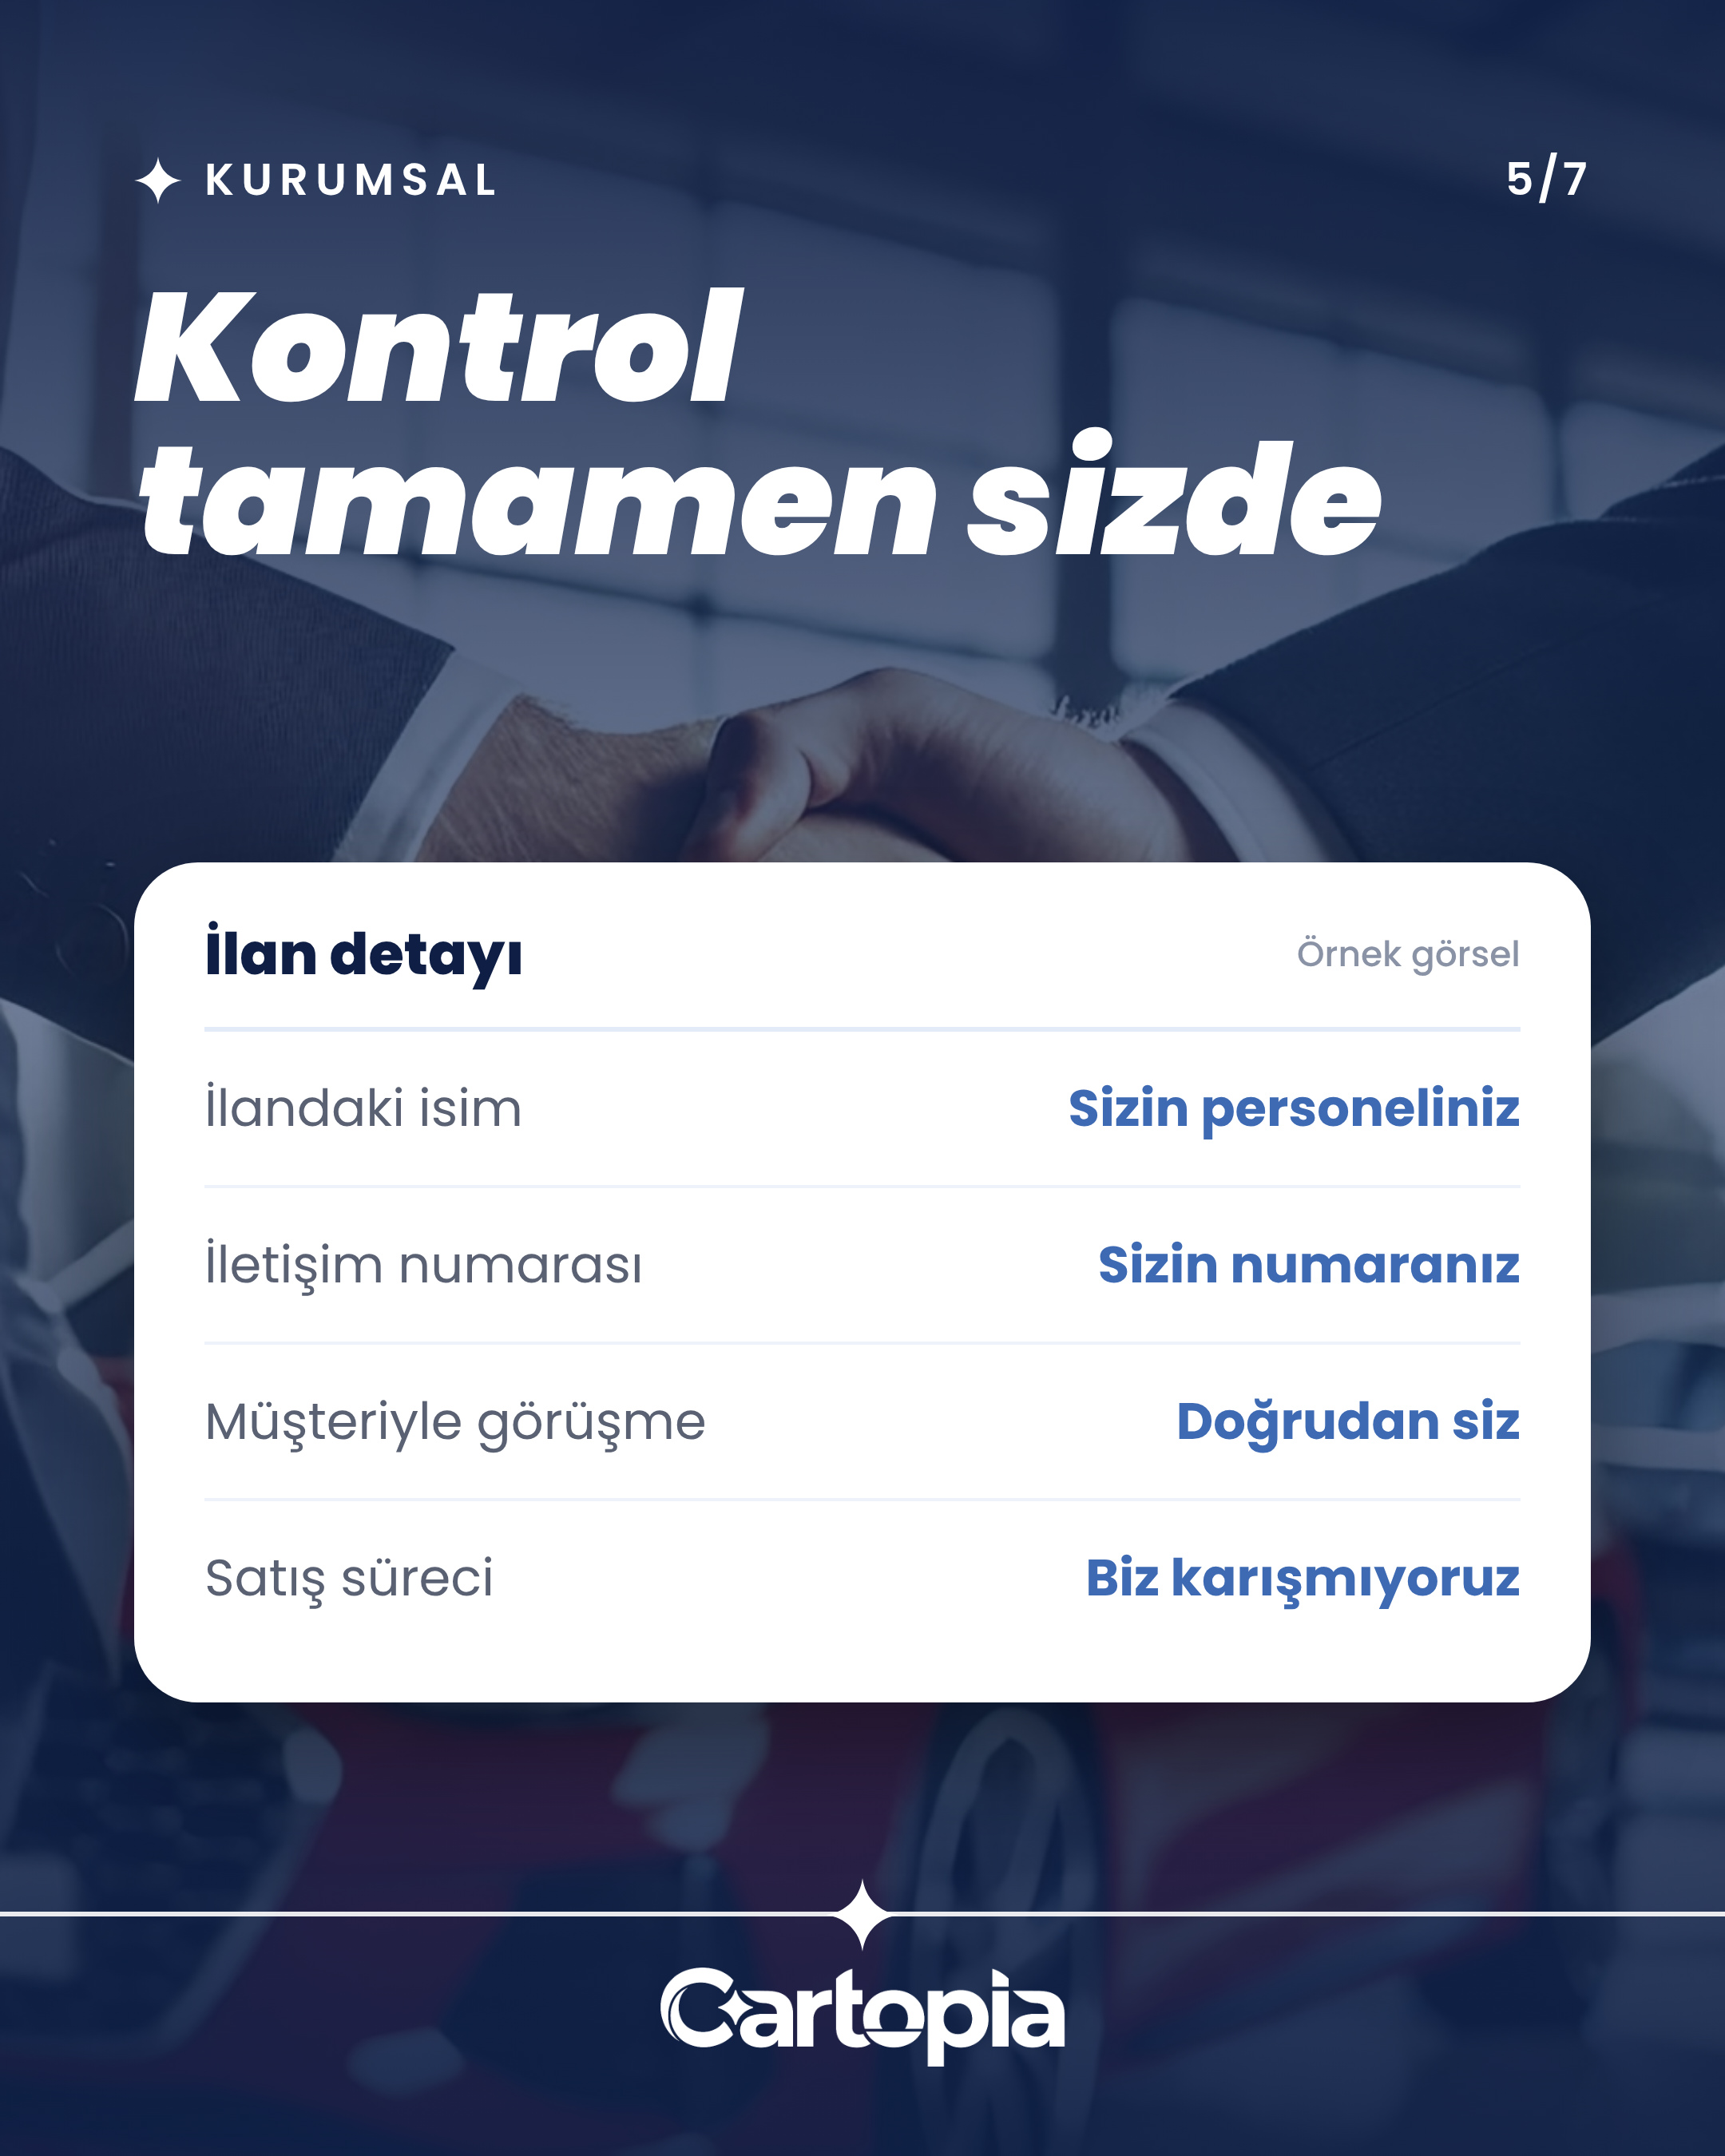 KURUMSAL
5/7
Kontrol
tamamen sizde
İlan detayı
Örnek görsel
İlandaki isim
Sizin personeliniz
İletişim numarası
Sizin numaranız
Müşteriyle görüşme
Doğrudan siz
Satış süreci
Biz karışmıyoruz
Cartopia